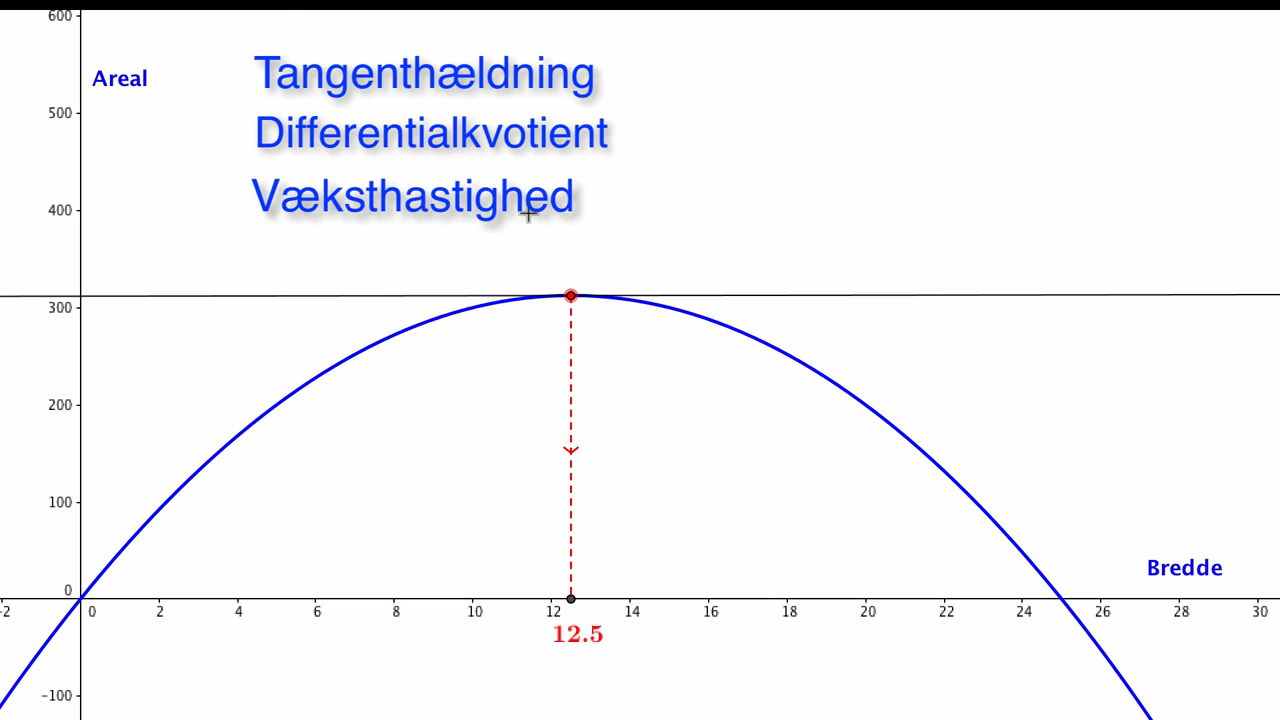 600
Areal
Tangenthældning
500
Differentialkvotient
Væksthastighed
400
300
200
100
Bredde
0
-2 0 2 4 6 8 10 12 14 16 18 20 22 24 26 28 30
12.5
-100